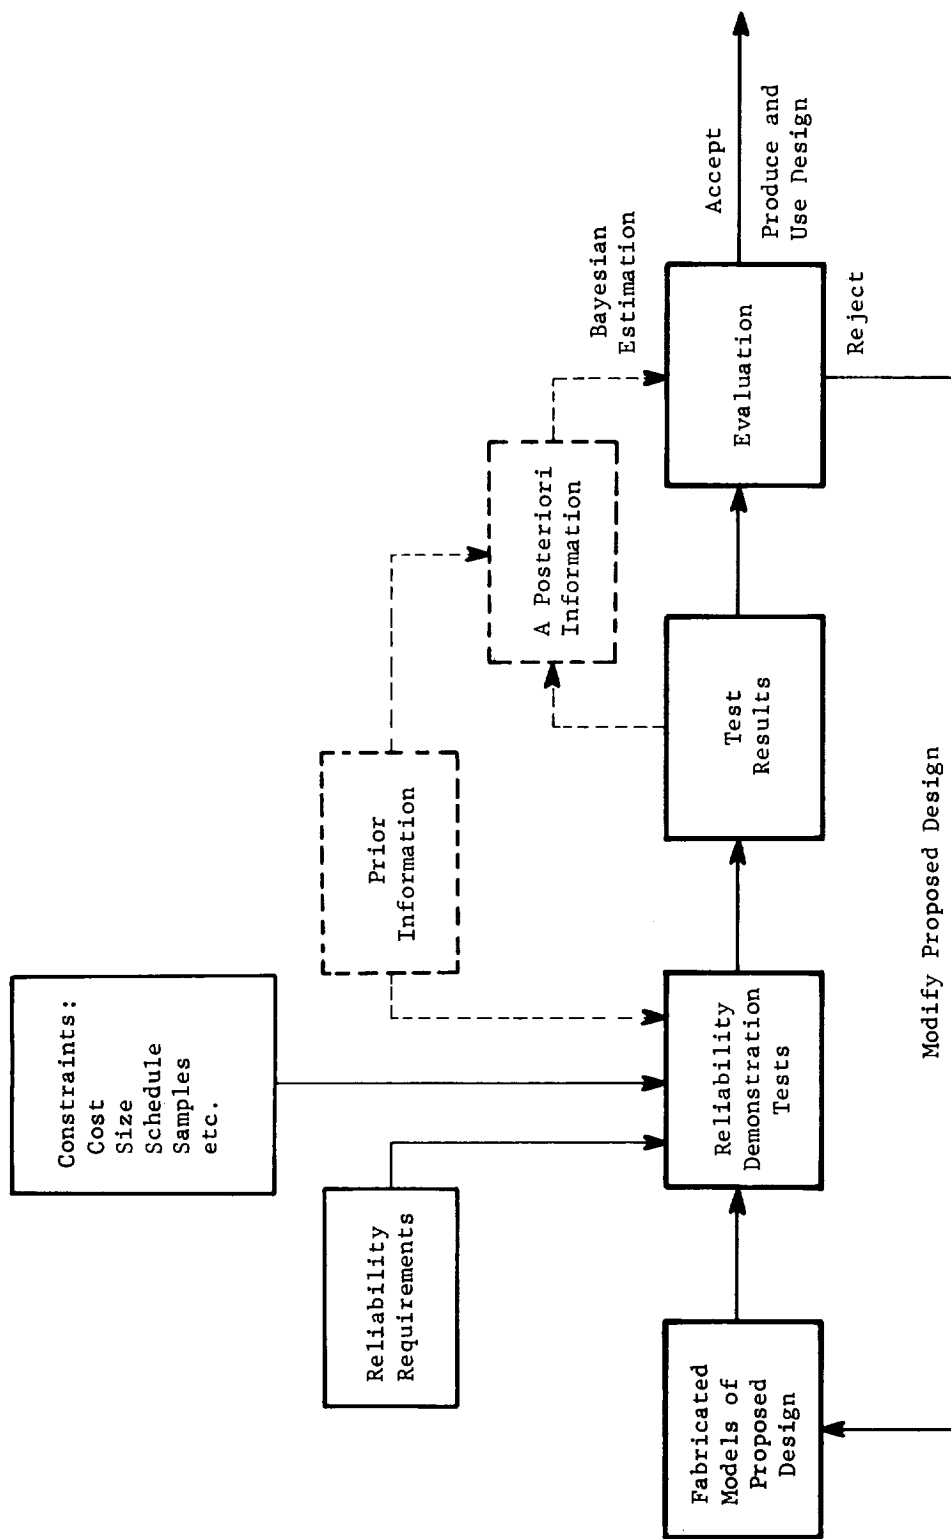 Constraints:
Cost
Size
Schedule
Samples
etc.
Reliability
Requirements
Prior
Information
A Posteriori
Information
Bayesian
Estimation
Fabricated
Models of
Proposed
Design
Reliability
Demonstration
Tests
Test
Results
Evaluation
Accept
Produce and
Use Design
Reject
Modify Proposed Design